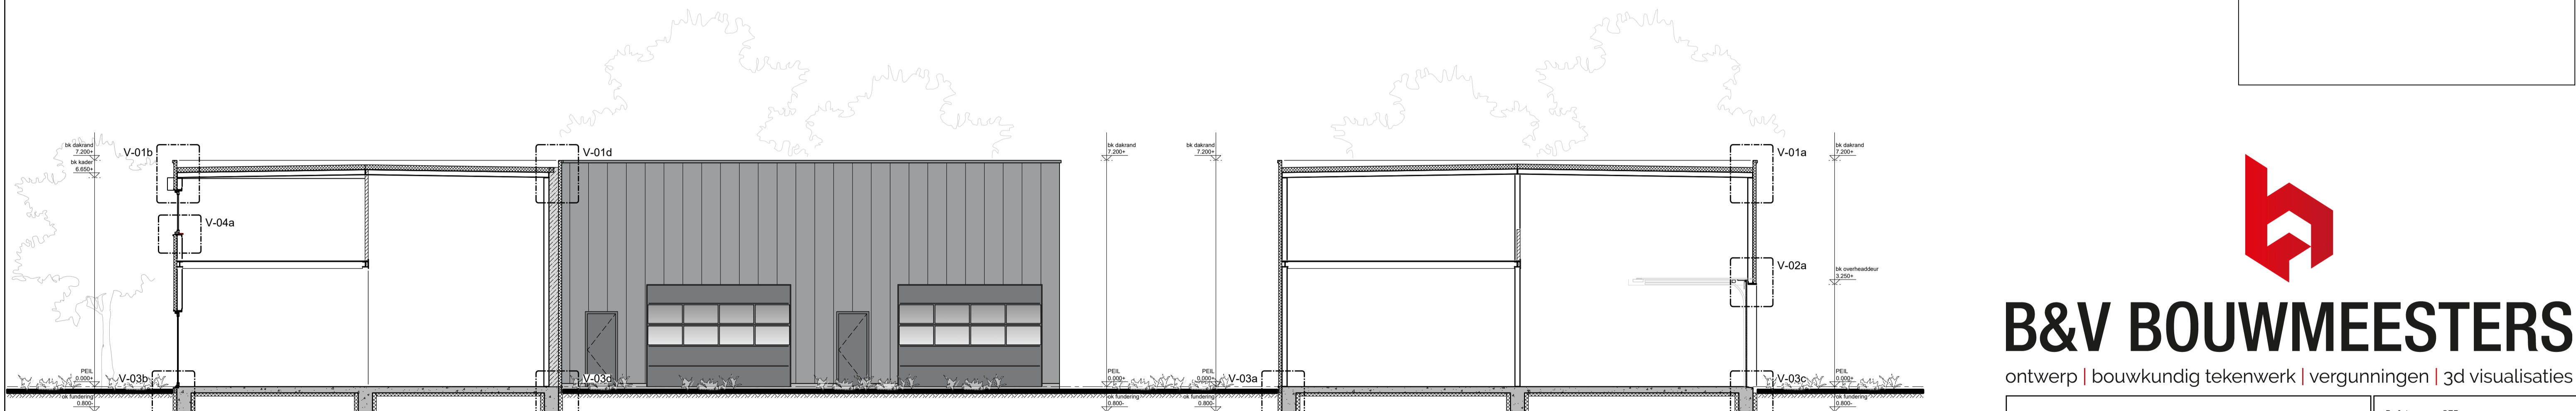 bk dakrand
7.200+
bk kader
6.650+
V-01b
V-01d
V-04a
PEIL
0.000+
V-03b
V-03d
ok fundering
0.800-
bk dakrand
7.200+
bk dakrand
7.200+
PEIL
0.000+
PEIL
0.000+
V-03a
ok fundering
0.800-
ok fundering
0.800-
V-01a
bk dakrand
7.200+
V-02a
bk overheaddeur
3.250+
PEIL
0.000+
V-03c
ok fundering
0.800-
B&V BOUWMEESTERS
ontwerp | bouwkundig tekenwerk | vergunningen | 3d visualisaties